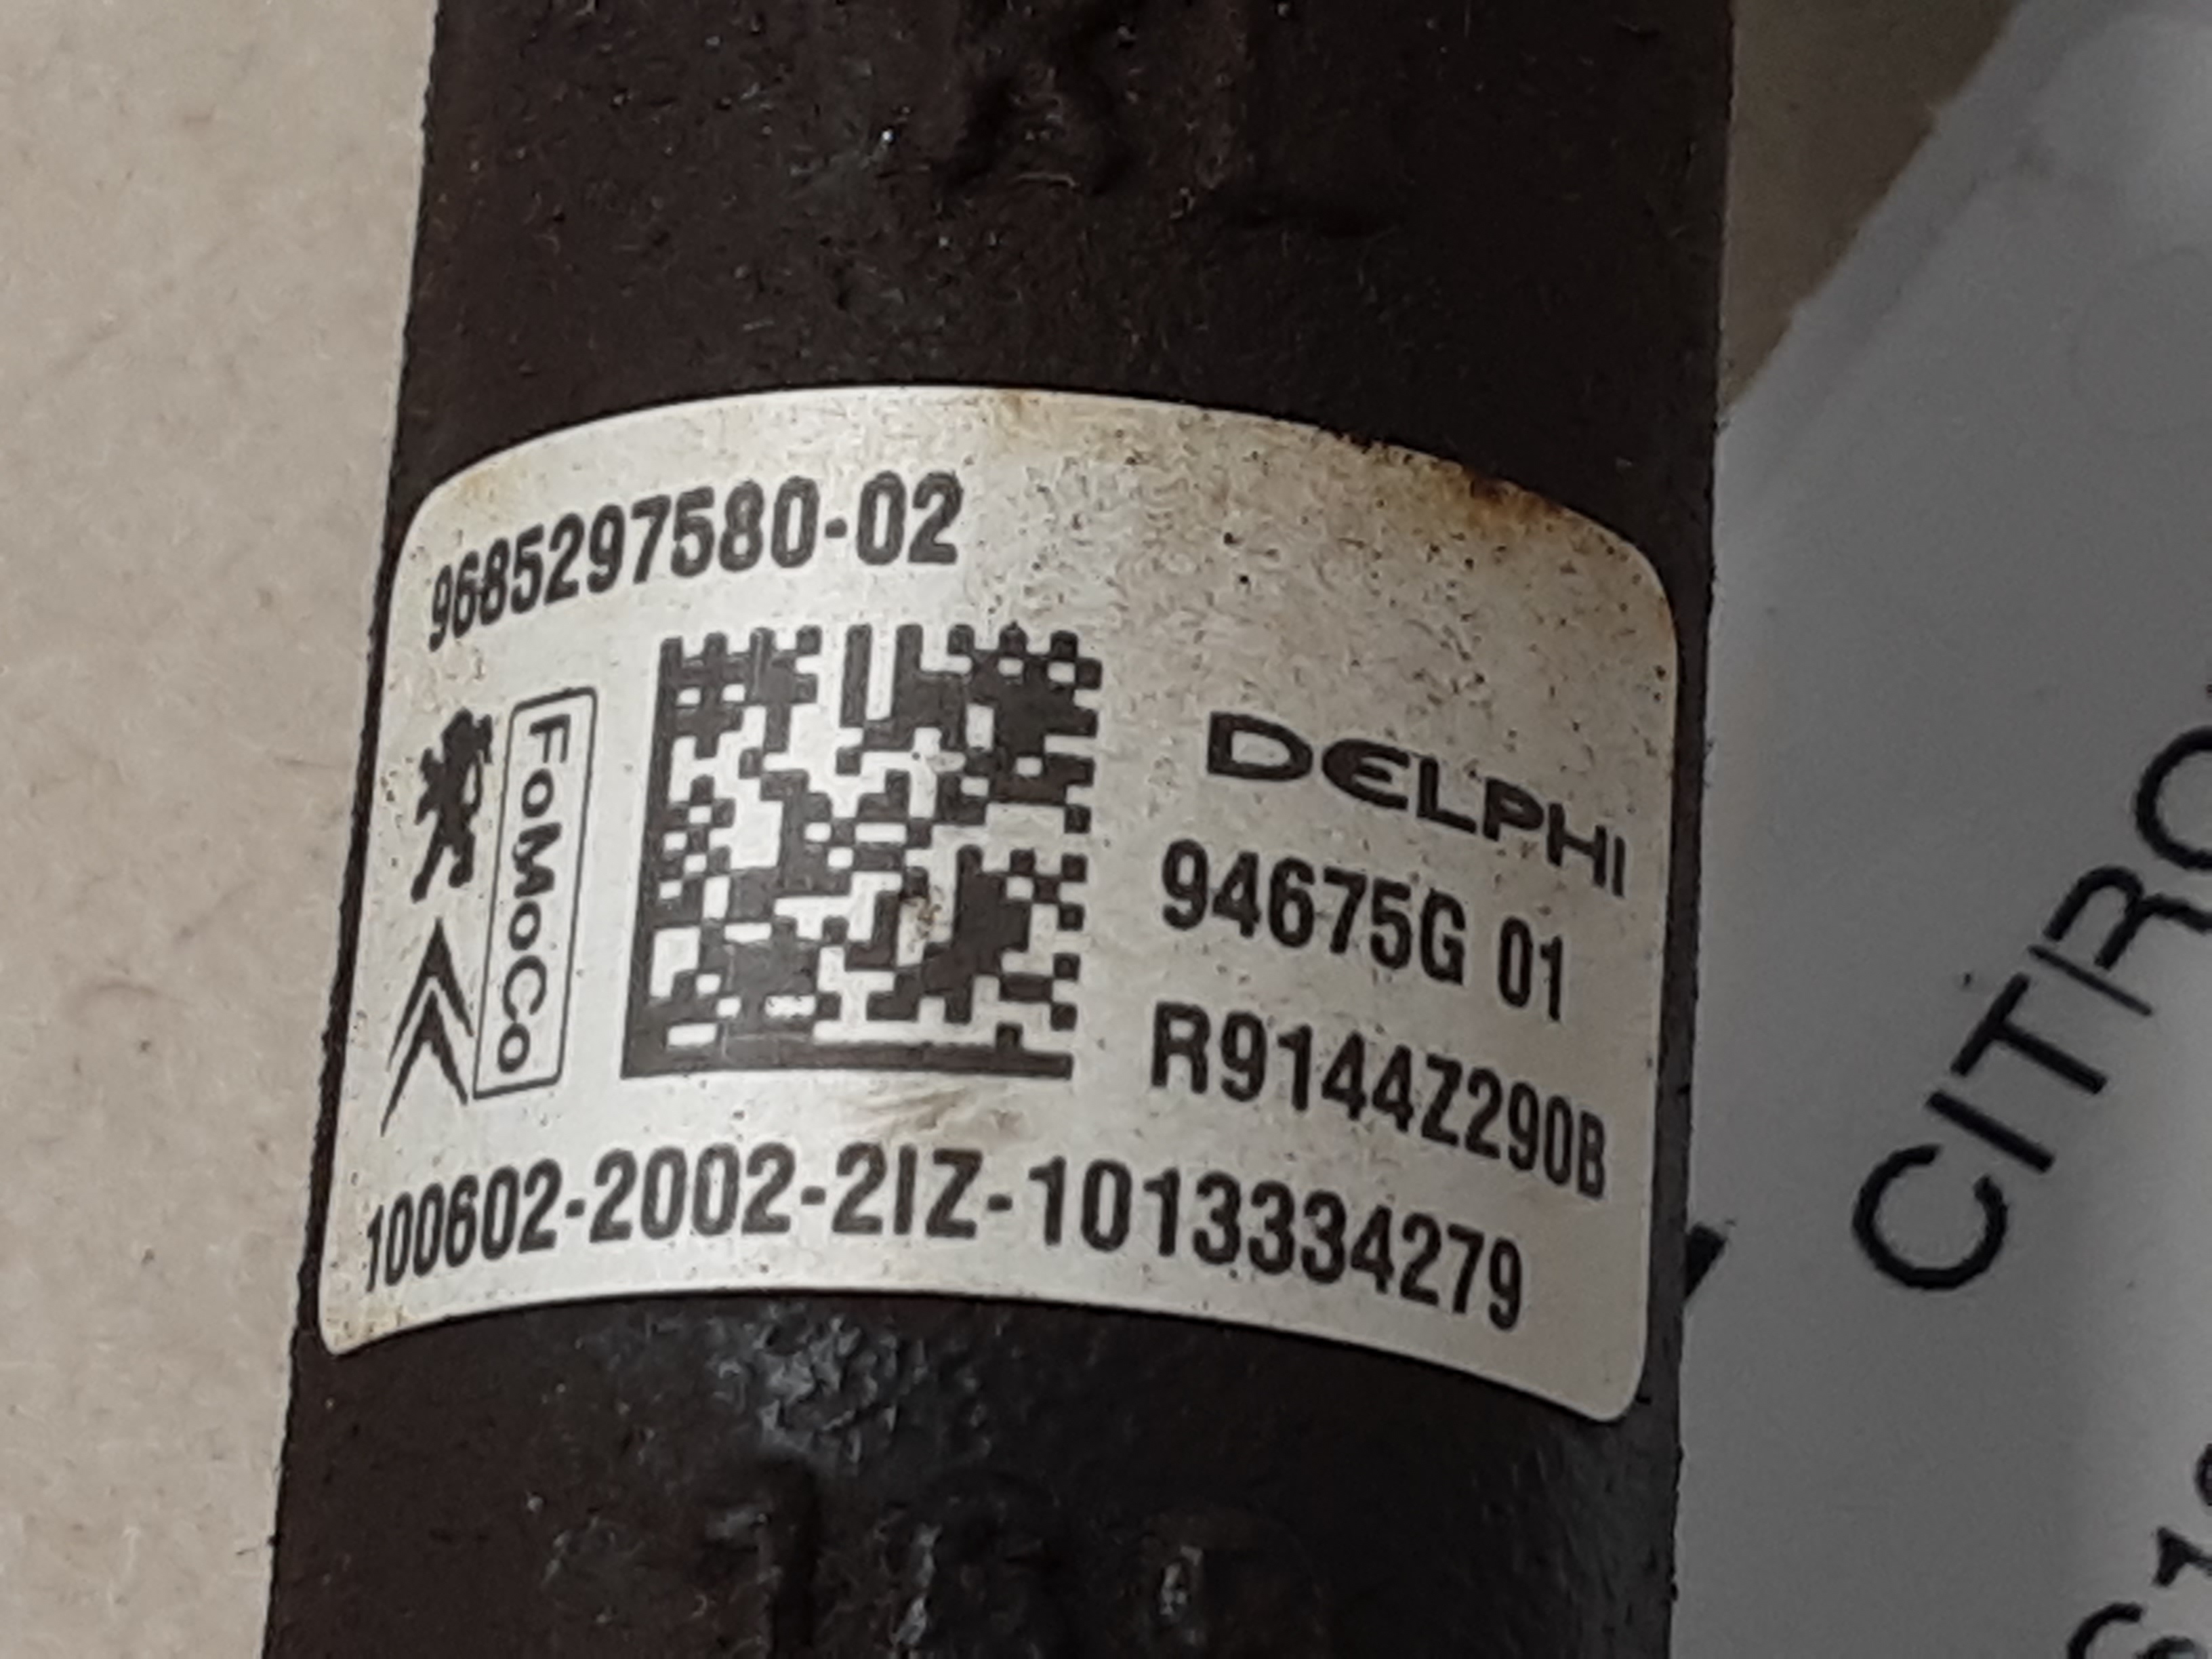 9685297580-02
FoMoCo
DELPHI
94675G 01
R9144Z290B
100602-2002-2IZ-1013334279
CITRO